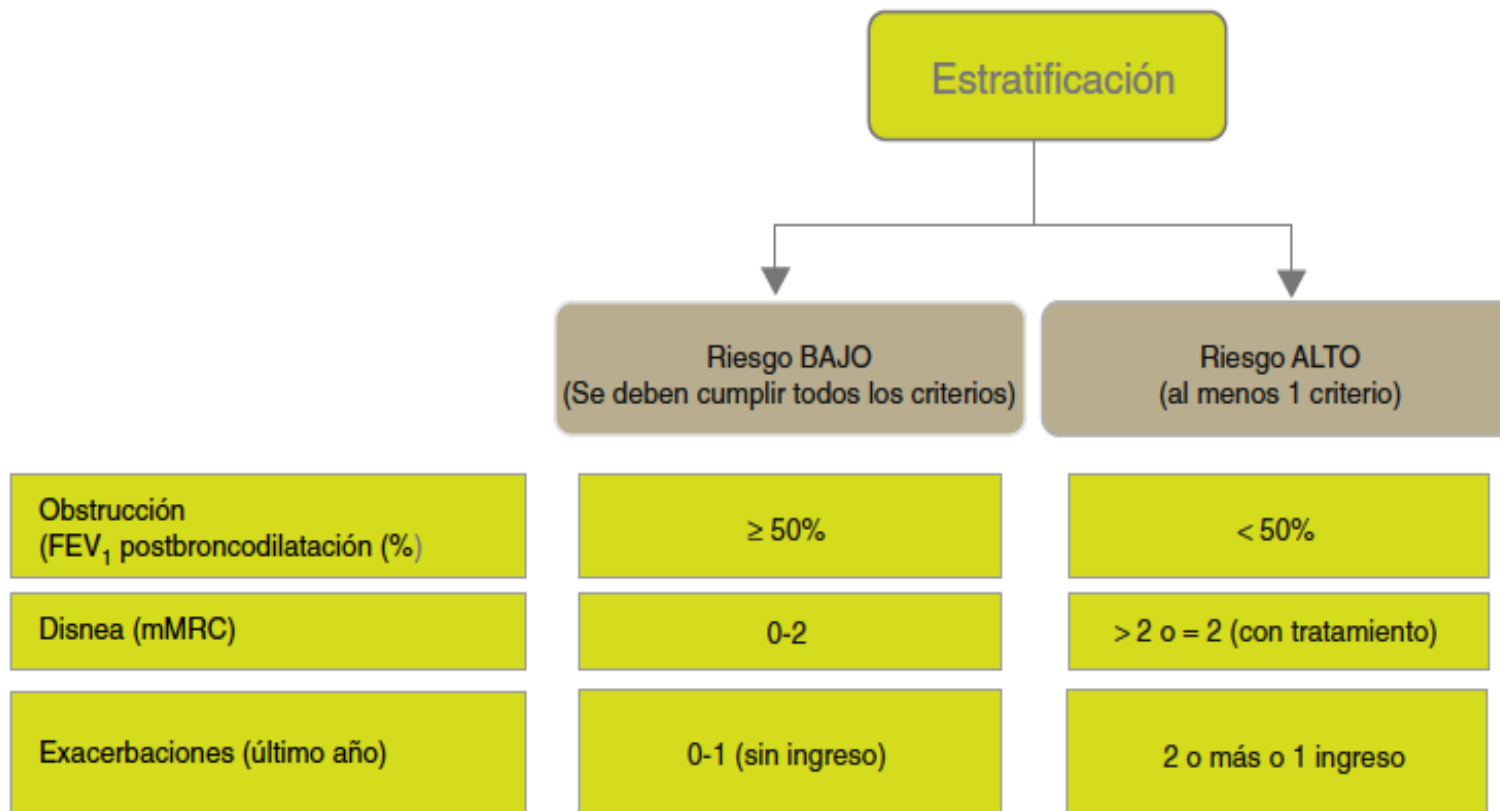 Estratificación
Riesgo BAJO
(Se deben cumplir todos los criterios)
Riesgo ALTO
(al menos 1 criterio)
Obstrucción
(FEV₁ postbroncodilatación (%)
≥ 50%
< 50%
Disnea (mMRC)
0-2
> 2 o = 2 (con tratamiento)
Exacerbaciones (último año)
0-1 (sin ingreso)
2 o más o 1 ingreso